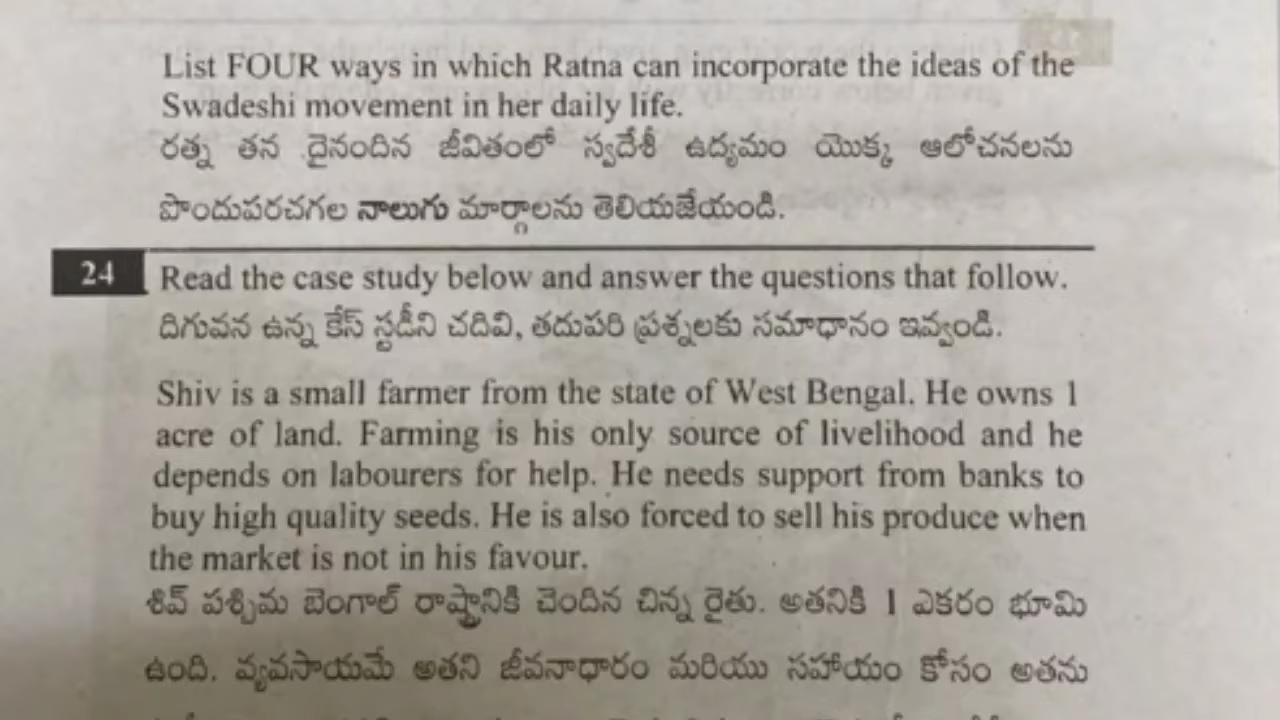 List FOUR ways in which Ratna can incorporate the ideas of the
Swadeshi movement in her daily life.
రత్న తన దైనందిన జీవితంలో స్వదేశీ ఉద్యమం యొక్క ఆలోచనలను
పొందుపరచగల నాలుగు మార్గాలను తెలియజేయండి.
24 Read the case study below and answer the questions that follow.
దిగువన ఉన్న కేస్ స్టడీని చదివి, తదుపరి ప్రశ్నలకు సమాధానం ఇవ్వండి.
Shiv is a small farmer from the state of West Bengal. He owns 1
acre of land. Farming is his only source of livelihood and he
depends on labourers for help. He needs support from banks to
buy high quality seeds. He is also forced to sell his produce when
the market is not in his favour.
శివ్ పశ్చిమ బెంగాల్ రాష్ట్రానికి చెందిన చిన్న రైతు. అతనికి 1 ఎకరం భూమి
ఉంది. వ్యవసాయమే అతని జీవనాధారం మరియు సహాయం కోసం అతను